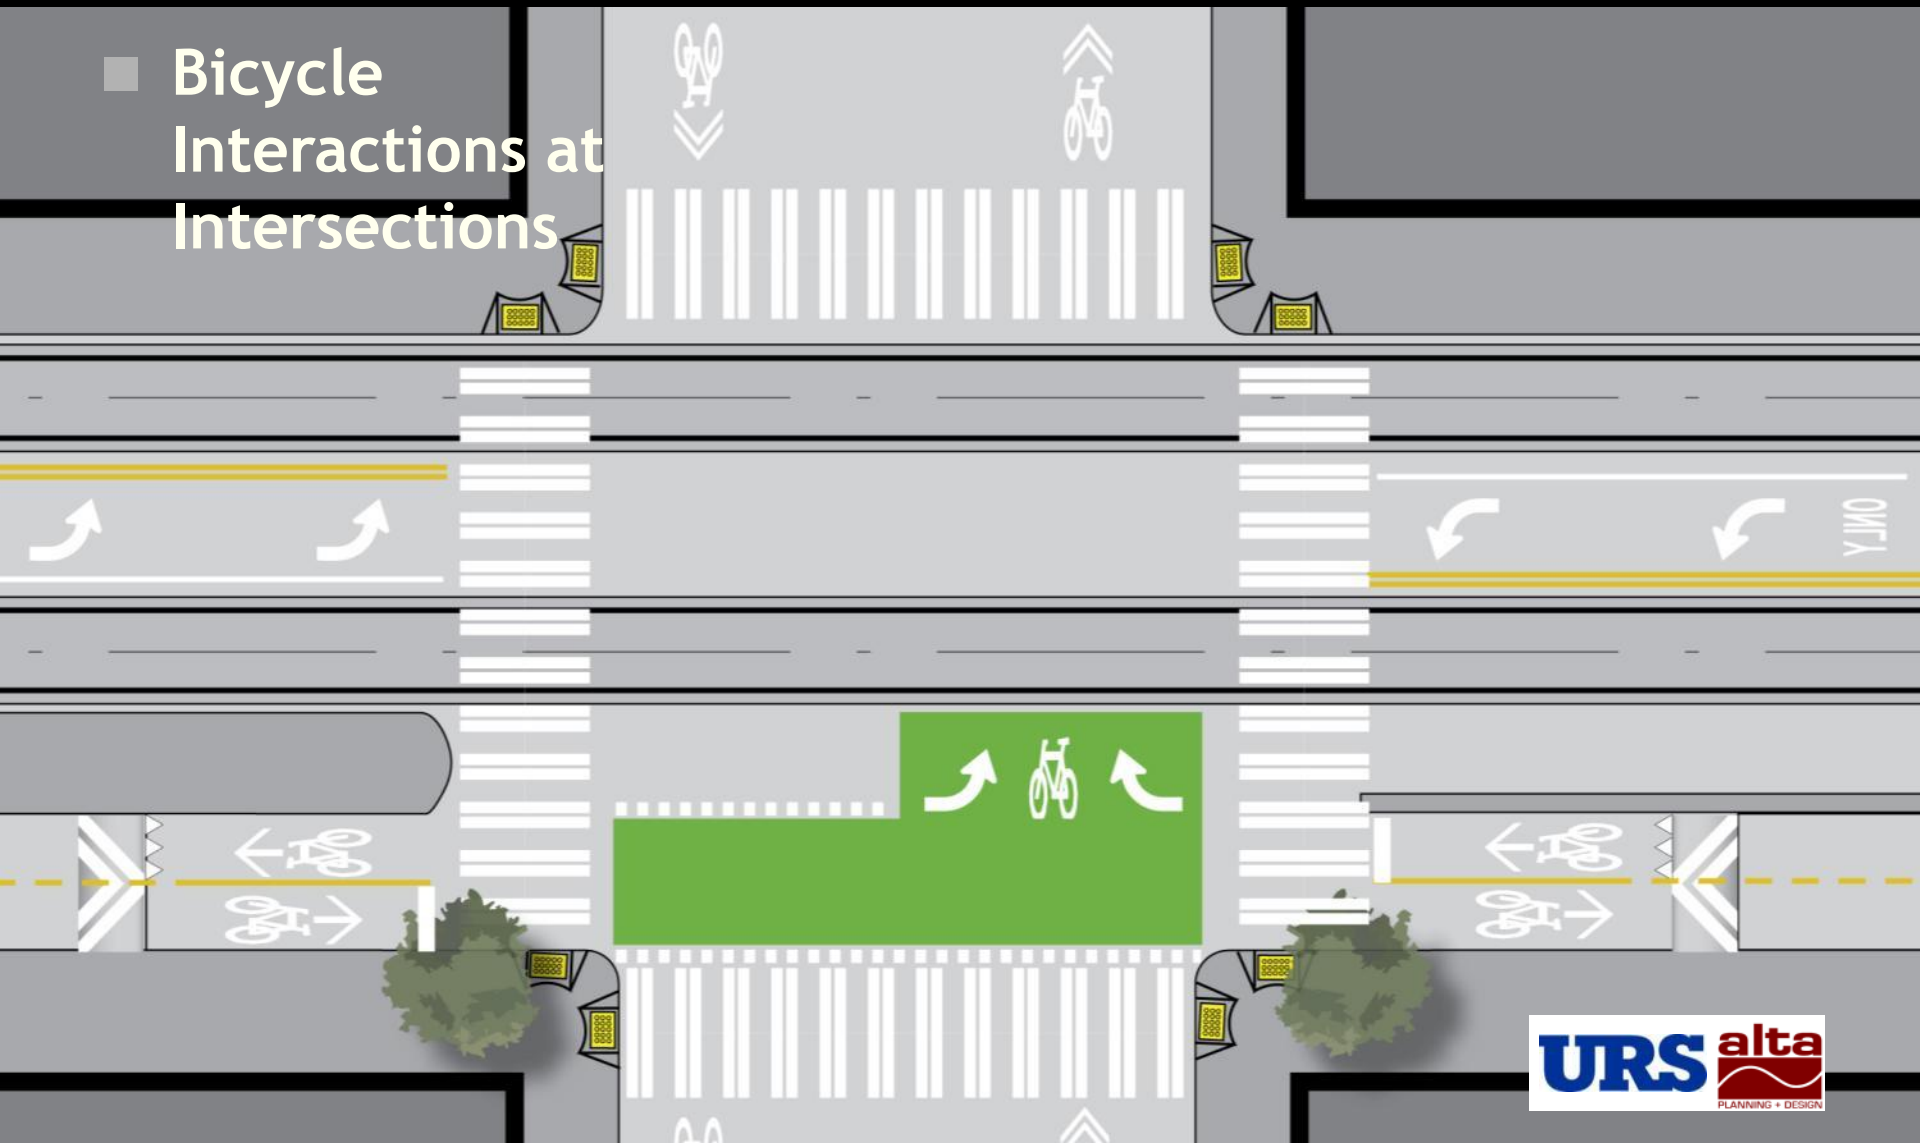 Bicycle
Interactions at
Intersections
ONLY
URS alta
PLANNING + DESIGN